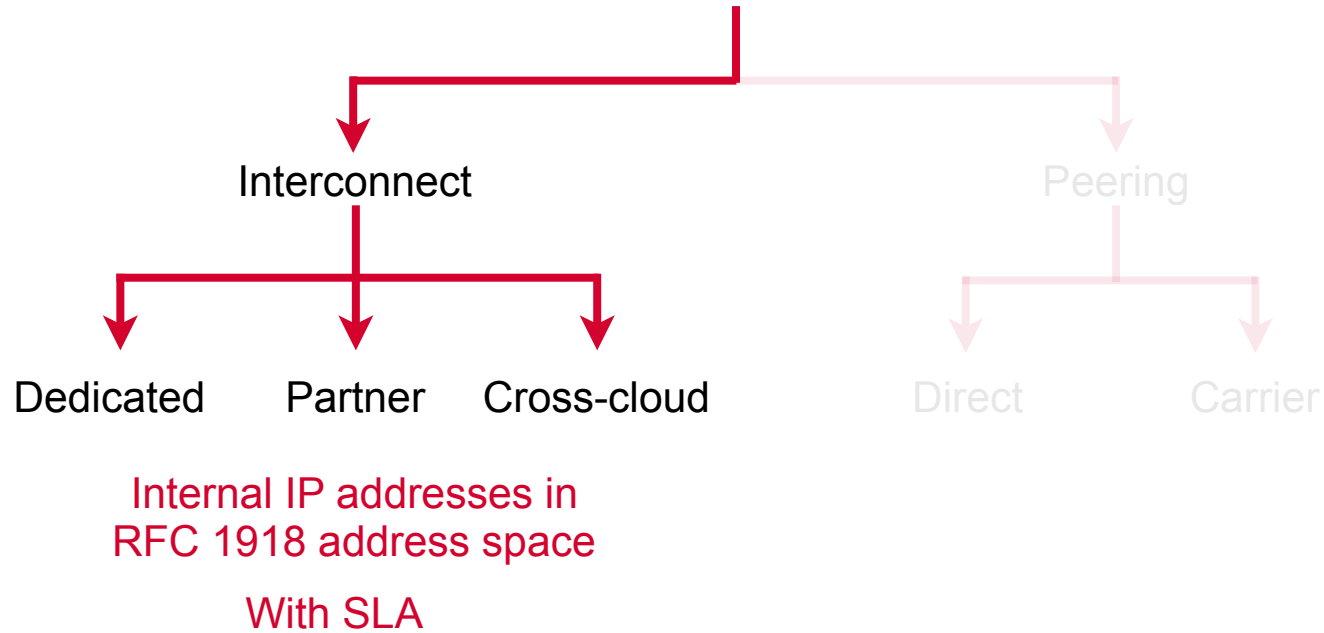 Interconnect
Peering
Dedicated
Partner
Cross-cloud
Direct
Carrier
Internal IP addresses in
RFC 1918 address space
With SLA